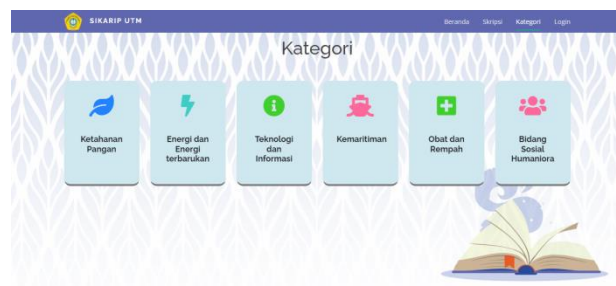 SIKARIP UTM
Beranda Skripsi Kategori Login
Kategori
Ketahanan
Pangan
Energi dan
Energi
terbarukan
Teknologi
dan
Informasi
Kemaritiman
Obat dan
Rempah
Bidang
Sosial
Humaniora